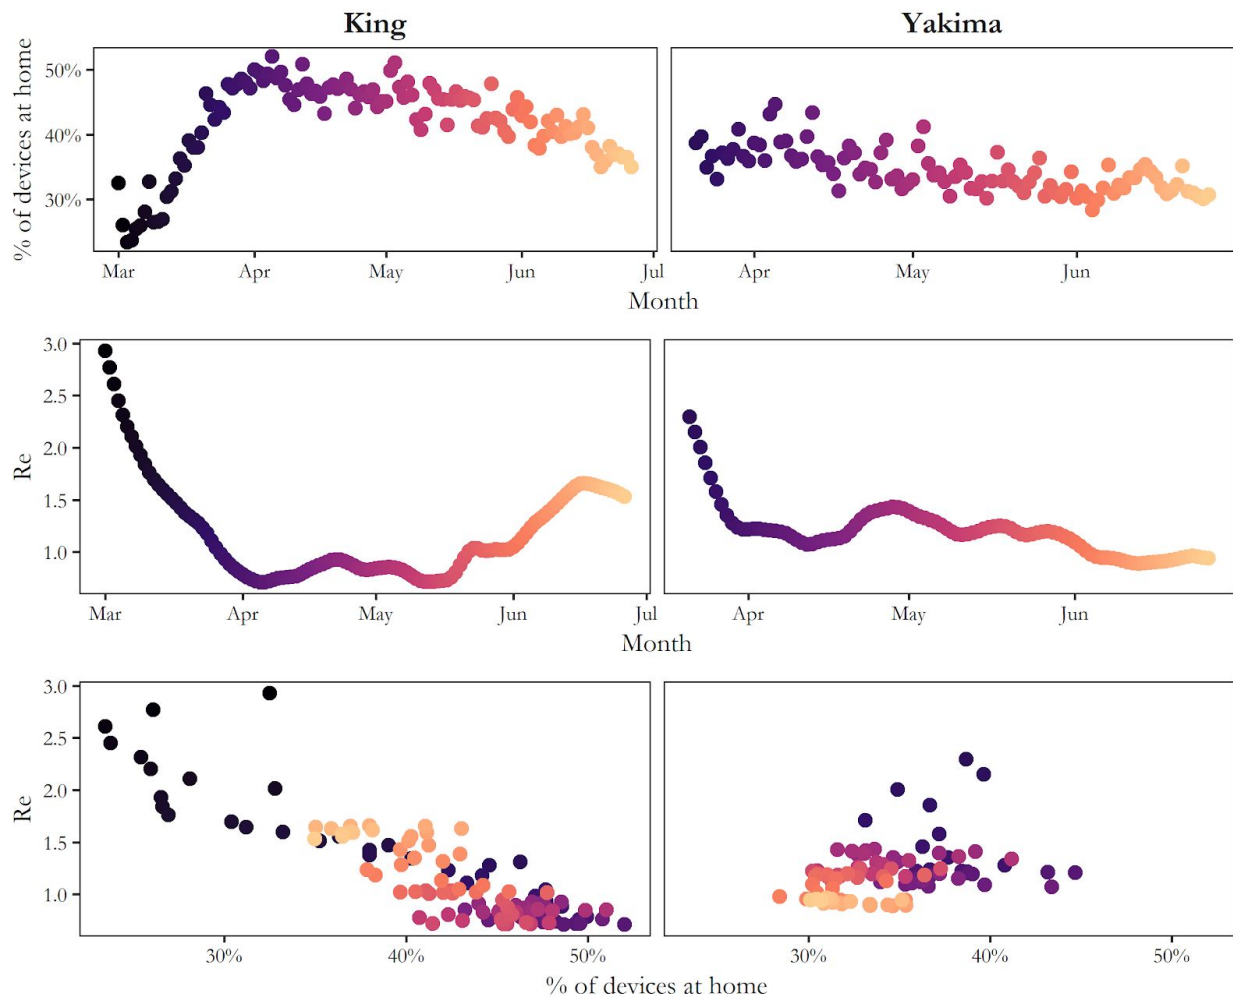 King
Yakima
% of devices at home
50%
40%
30%
Mar Apr May Jun Jul
Apr May Jun
Month
Re
3.0
2.5
2.0
1.5
1.0
Mar Apr May Jun Jul
Apr May Jun
Month
Re
3.0
2.5
2.0
1.5
1.0
30% 40% 50%
30% 40% 50%
% of devices at home